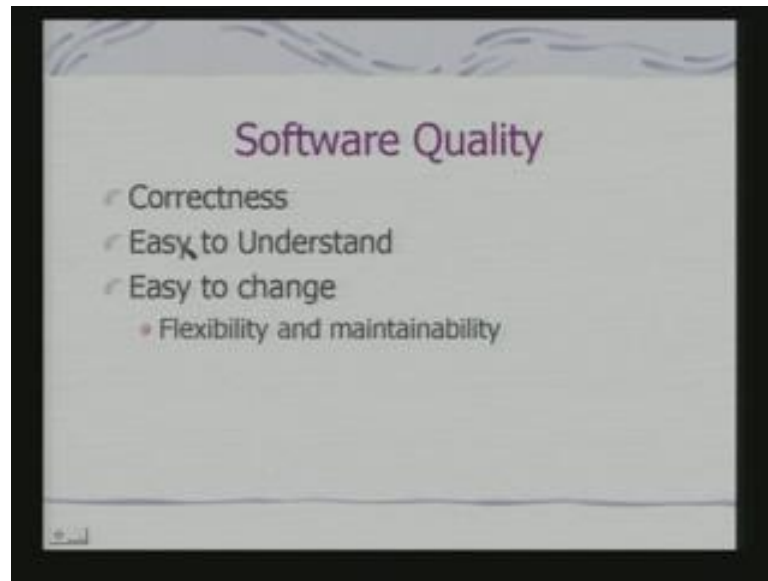 Software Quality
Correctness
Easy to Understand
Easy to change
Flexibility and maintainability